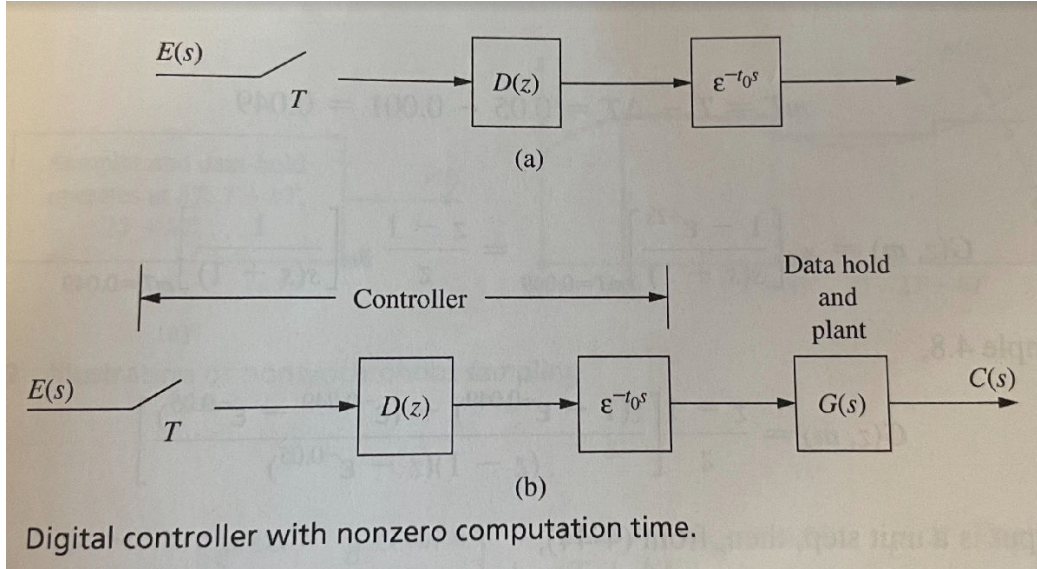 E(s)
T
D(z)
ε^{-t₀s}
(a)
Data hold
Controller
and
plant
E(s)
T
D(z)
ε^{-t₀s}
G(s)
C(s)
(b)
Digital controller with nonzero computation time.